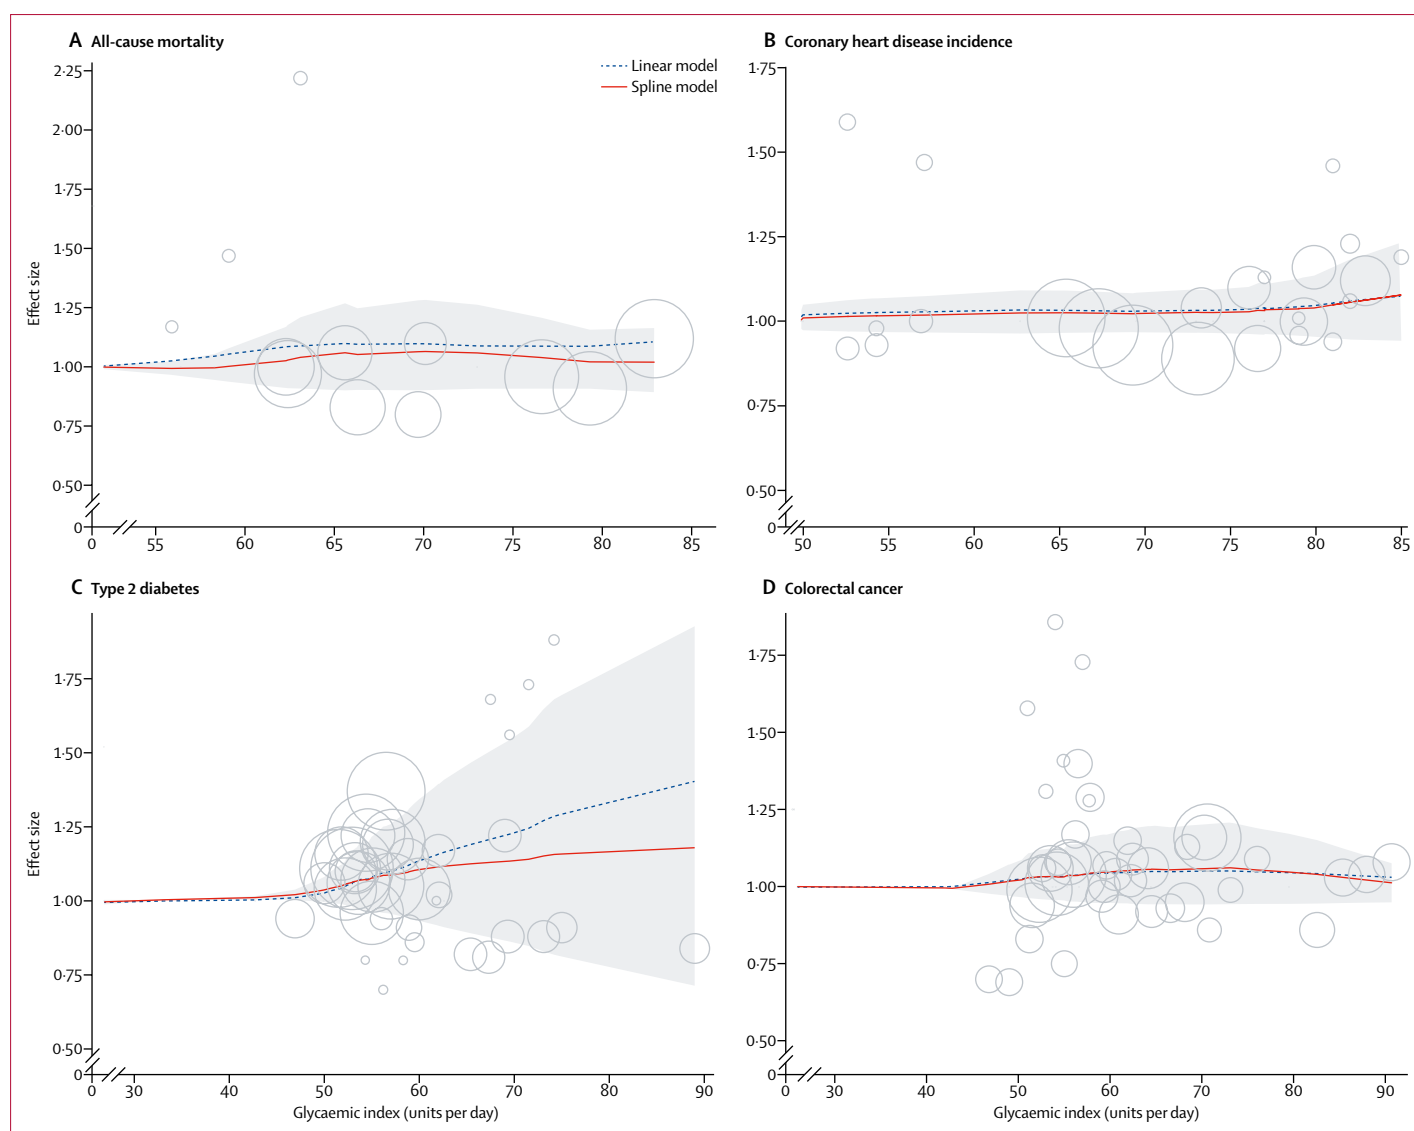 A All-cause mortality
Linear model
Spline model
Effect size
2·25
2·00
1·75
1·50
1·25
1·00
0·75
0·50
0
0 55 60 65 70 75 80 85
B Coronary heart disease incidence
1·75
1·50
1·25
1·00
0·75
0·50
0
50 55 60 65 70 75 80 85
C Type 2 diabetes
Effect size
1·75
1·50
1·25
1·00
0·75
0·50
0
0 30 40 50 60 70 80 90
Glycaemic index (units per day)
D Colorectal cancer
1·75
1·50
1·25
1·00
0·75
0·50
0
0 30 40 50 60 70 80 90
Glycaemic index (units per day)